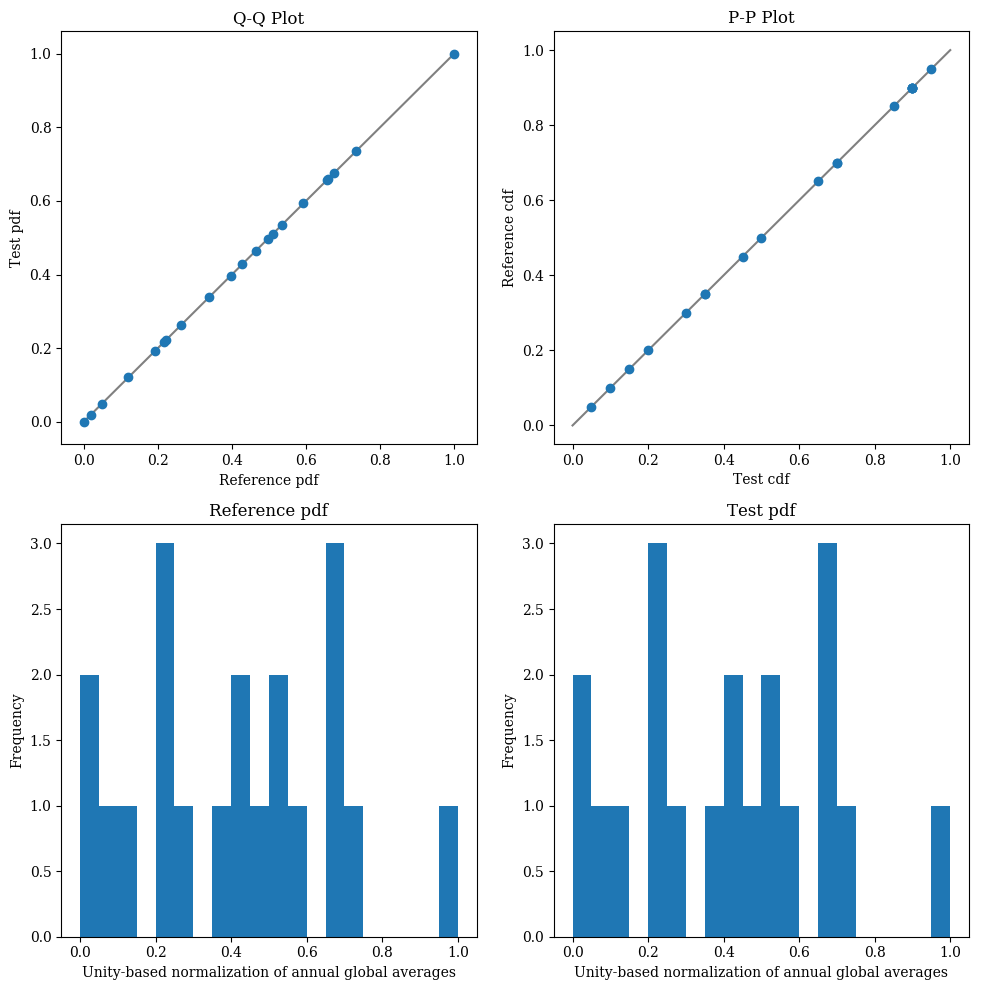 Q-Q Plot
1.0
0.8
0.6
0.4
0.2
0.0
Test pdf
0.0 0.2 0.4 0.6 0.8 1.0
Reference pdf
P-P Plot
1.0
0.8
0.6
0.4
0.2
0.0
Reference cdf
0.0 0.2 0.4 0.6 0.8 1.0
Test cdf
Reference pdf
3.0
2.5
2.0
1.5
1.0
0.5
0.0
Frequency
0.0 0.2 0.4 0.6 0.8 1.0
Unity-based normalization of annual global averages
Test pdf
3.0
2.5
2.0
1.5
1.0
0.5
0.0
Frequency
0.0 0.2 0.4 0.6 0.8 1.0
Unity-based normalization of annual global averages